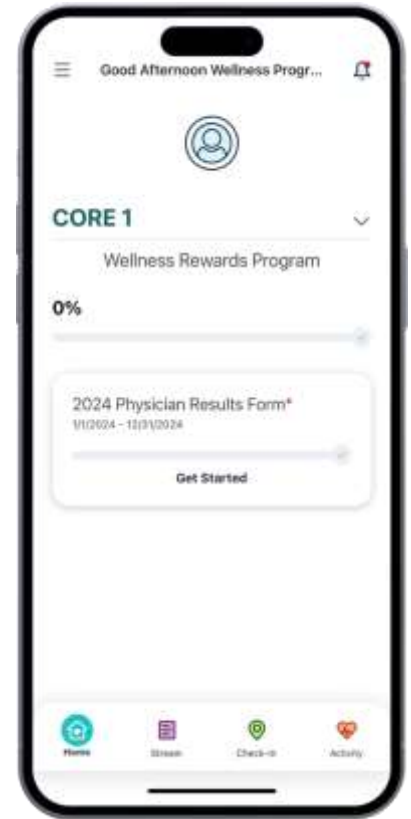 Good Afternoon Wellness Progr...
CORE 1
Wellness Rewards Program
0%
2024 Physician Results Form*
1/1/2024 - 12/31/2024
Get Started
Home
Stream
Check-in
Activity